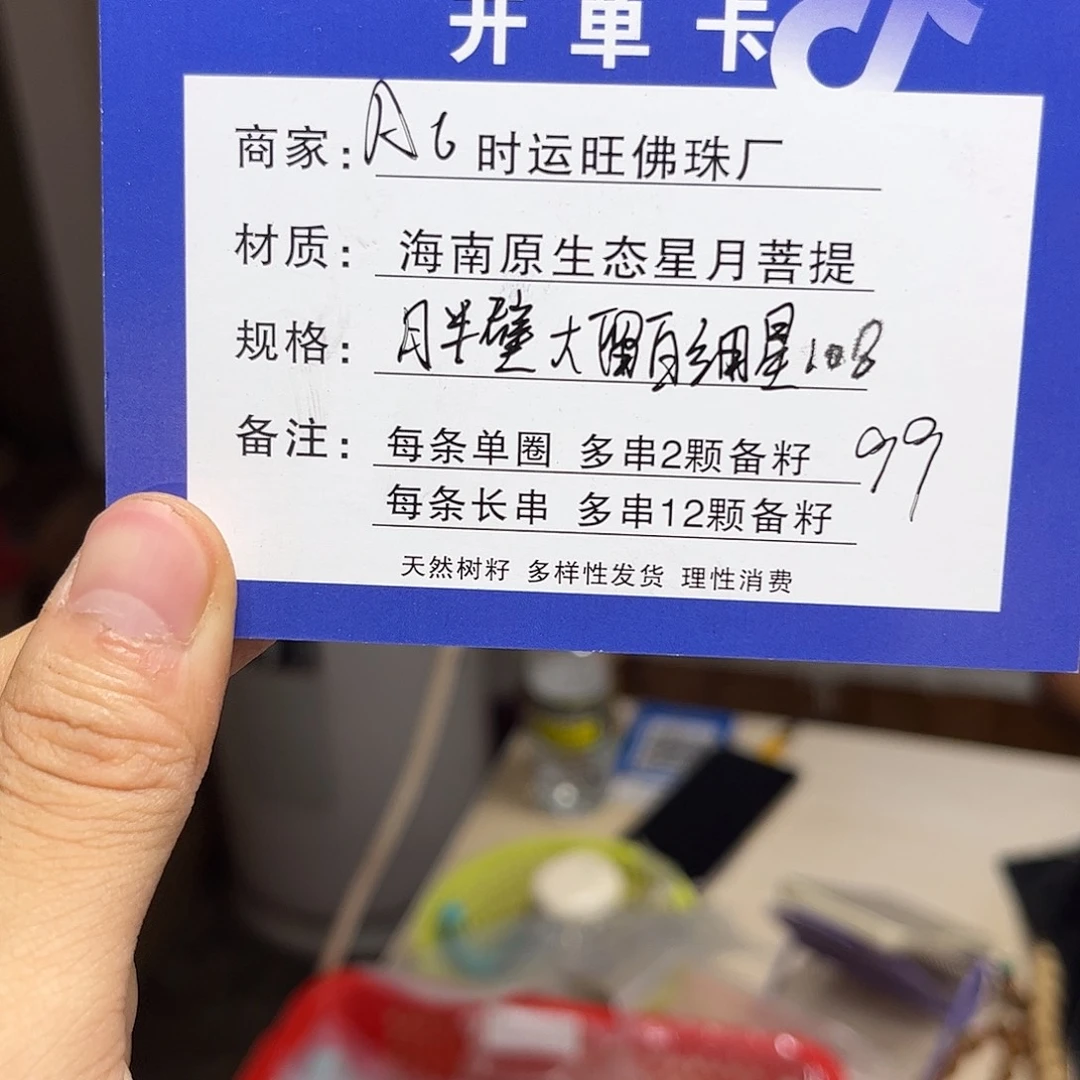 开单卡
商家：A6 时运旺佛珠厂
材质：海南原生态星月菩提
规格：月半壁大阴皮细星108
备注：每条单圈 多串2颗备籽 99
每条长串 多串12颗备籽
天然树籽 多样性发货 理性消费